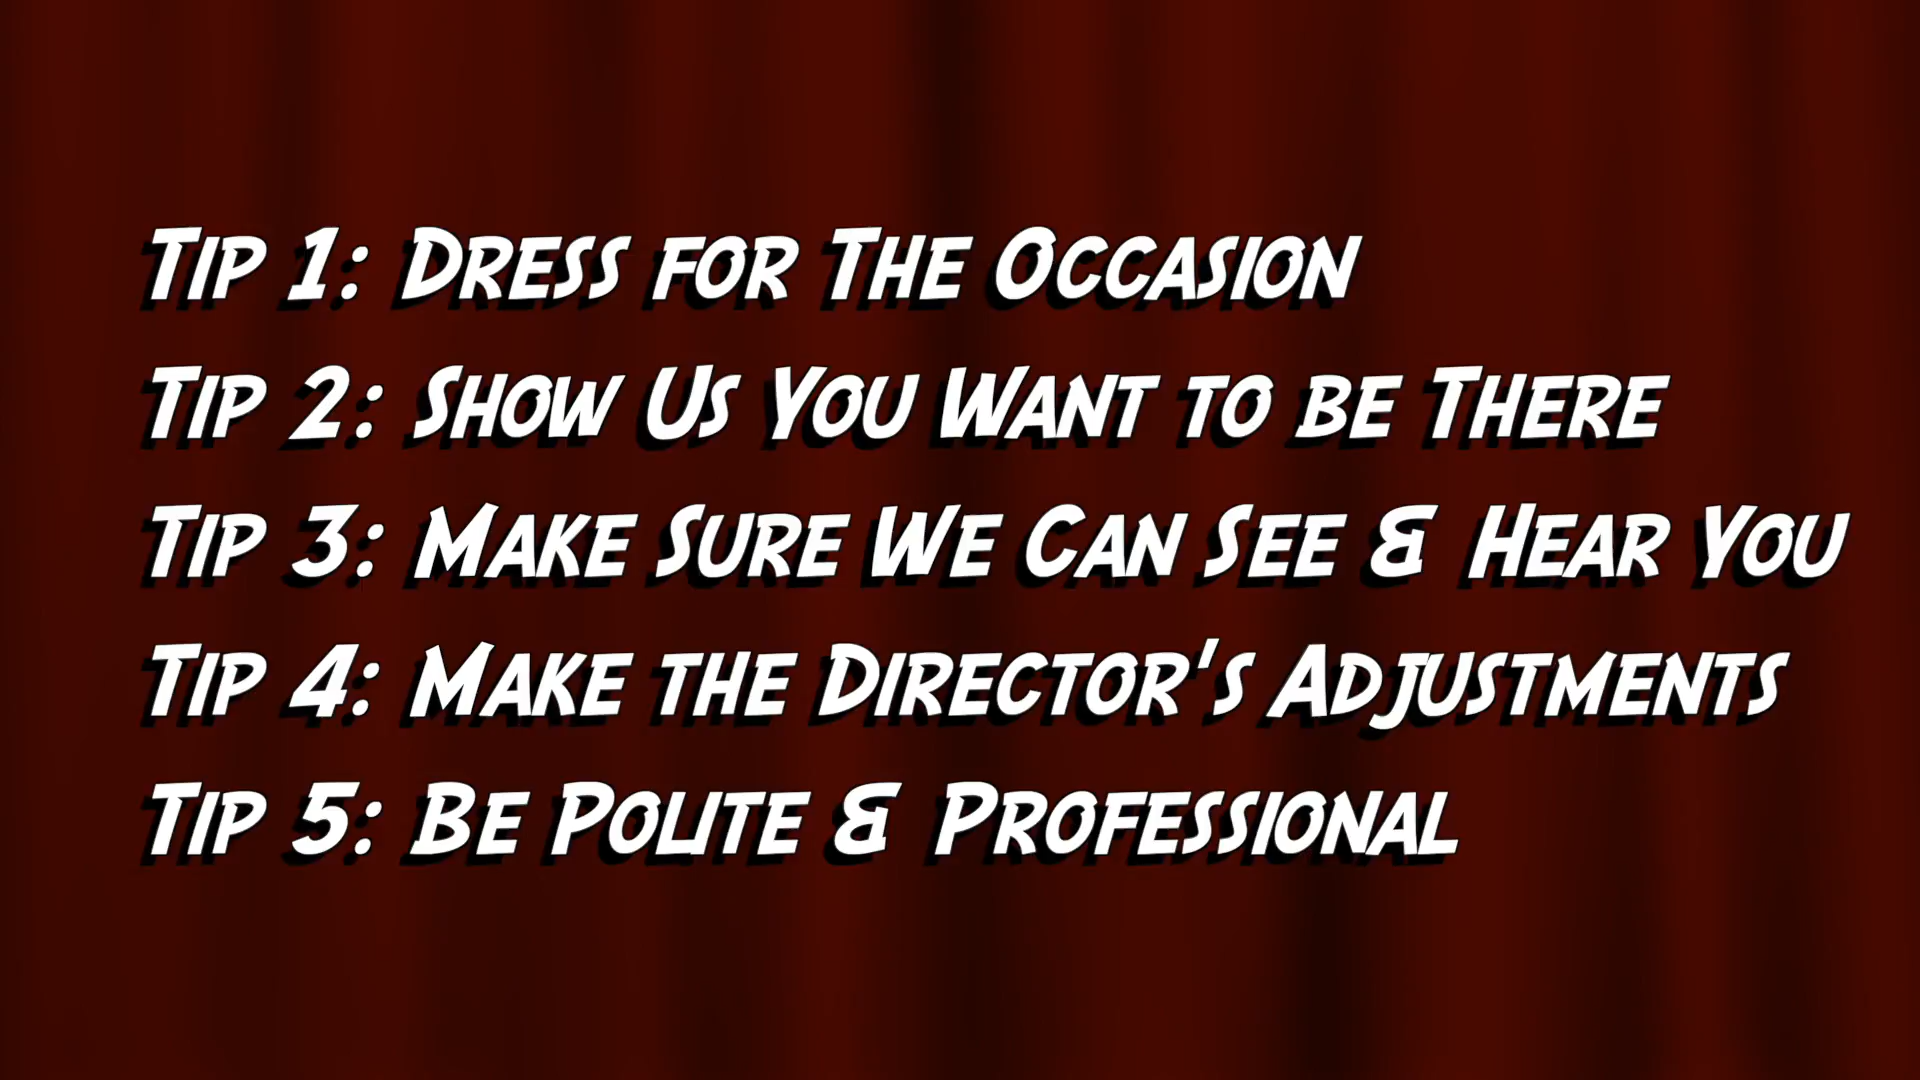 Tip 1: Dress for The Occasion
Tip 2: Show Us You Want to be There
Tip 3: Make Sure We Can See & Hear You
Tip 4: Make the Director's Adjustments
Tip 5: Be Polite & Professional